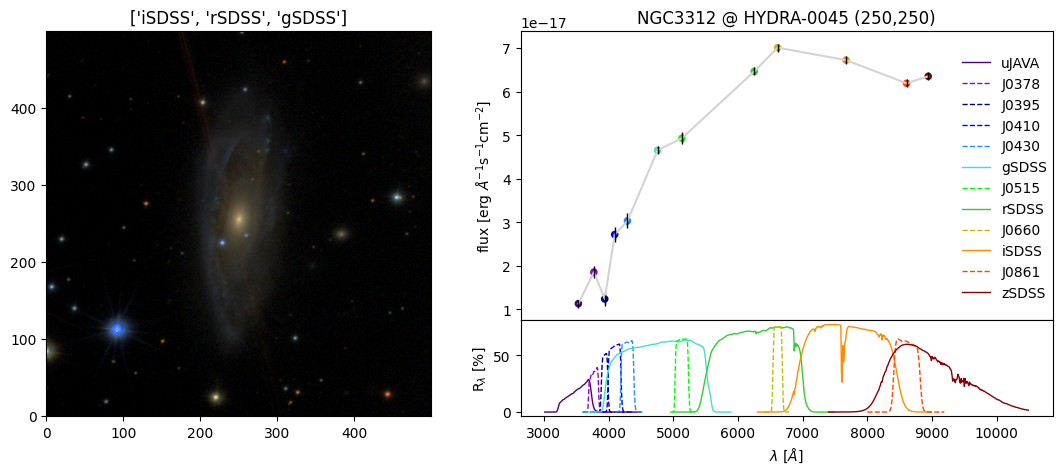 ['iSDSS', 'rSDSS', 'gSDSS']
400
300
200
100
0
0 100 200 300 400
NGC3312 @ HYDRA-0045 (250,250)
1e−17
7
6
5
4
3
2
1
flux [erg Å⁻¹s⁻¹cm⁻²]
uJAVA
J0378
J0395
J0410
J0430
gSDSS
J0515
rSDSS
J0660
iSDSS
J0861
zSDSS
50
0
R_λ [%]
3000 4000 5000 6000 7000 8000 9000 10000
λ [Å]